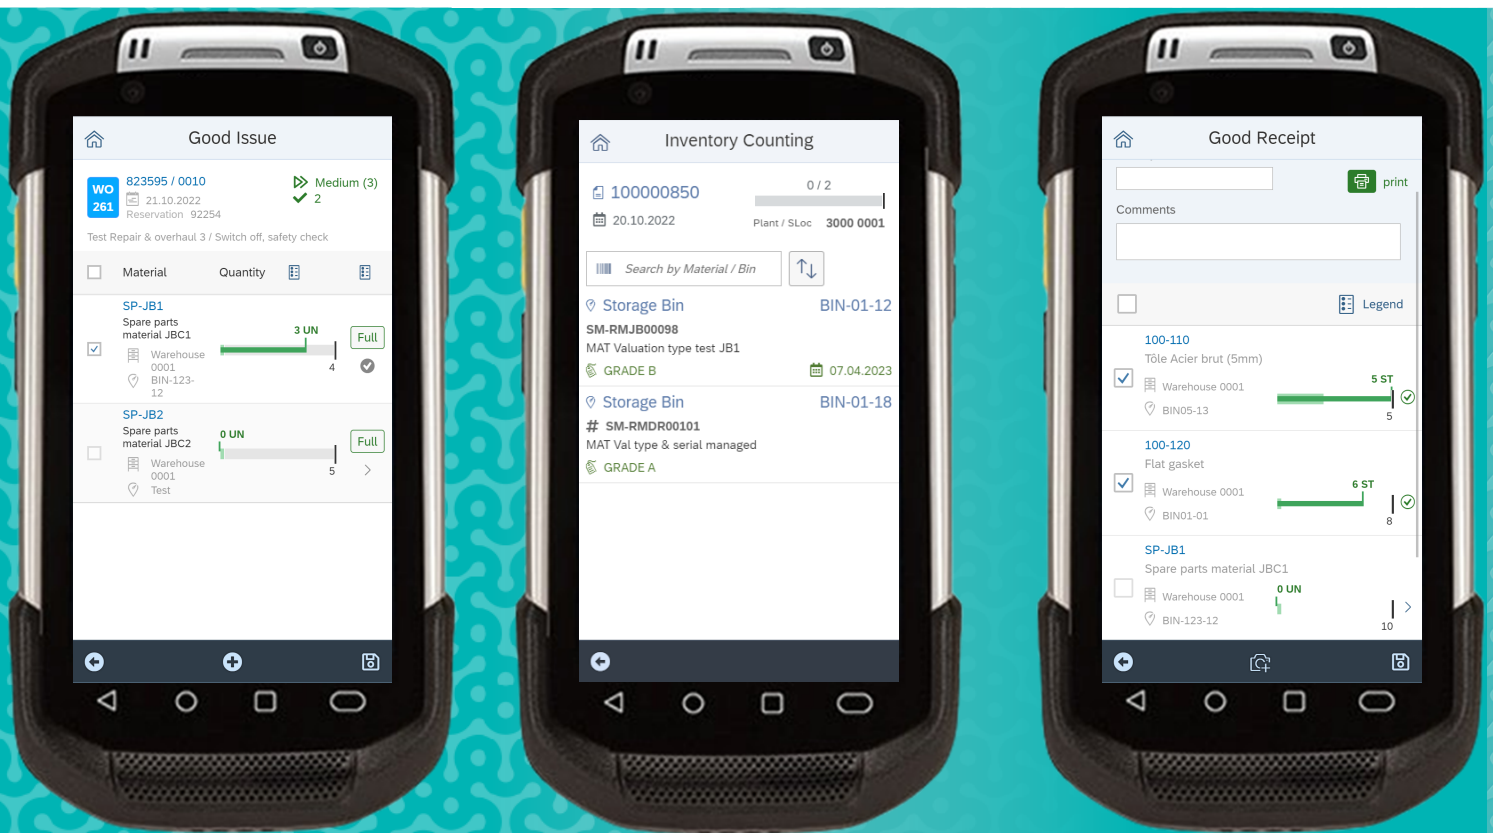 Good Issue
WO
261
823595 / 0010
21.10.2022
Reservation 92254
Medium (3)
2
Test Repair & overhaul 3 / Switch off, safety check
Material Quantity
SP-JB1
Spare parts
material JBC1
Warehouse
0001
BIN-123-
12
3 UN
4
Full
SP-JB2
Spare parts
material JBC2
Warehouse
0001
Test
0 UN
5
Full
Inventory Counting
100000850
0 / 2
20.10.2022
Plant / SLoc 3000 0001
Search by Material / Bin
Storage Bin BIN-01-12
SM-RMJB00098
MAT Valuation type test JB1
GRADE B 07.04.2023
Storage Bin BIN-01-18
# SM-RMDR00101
MAT Val type & serial managed
GRADE A
Good Receipt
print
Comments
Legend
100-110
Tôle Acier brut (5mm)
Warehouse 0001
BIN05-13
5 ST
5
100-120
Flat gasket
Warehouse 0001
BIN01-01
6 ST
8
SP-JB1
Spare parts material JBC1
Warehouse 0001
BIN-123-12
0 UN
10